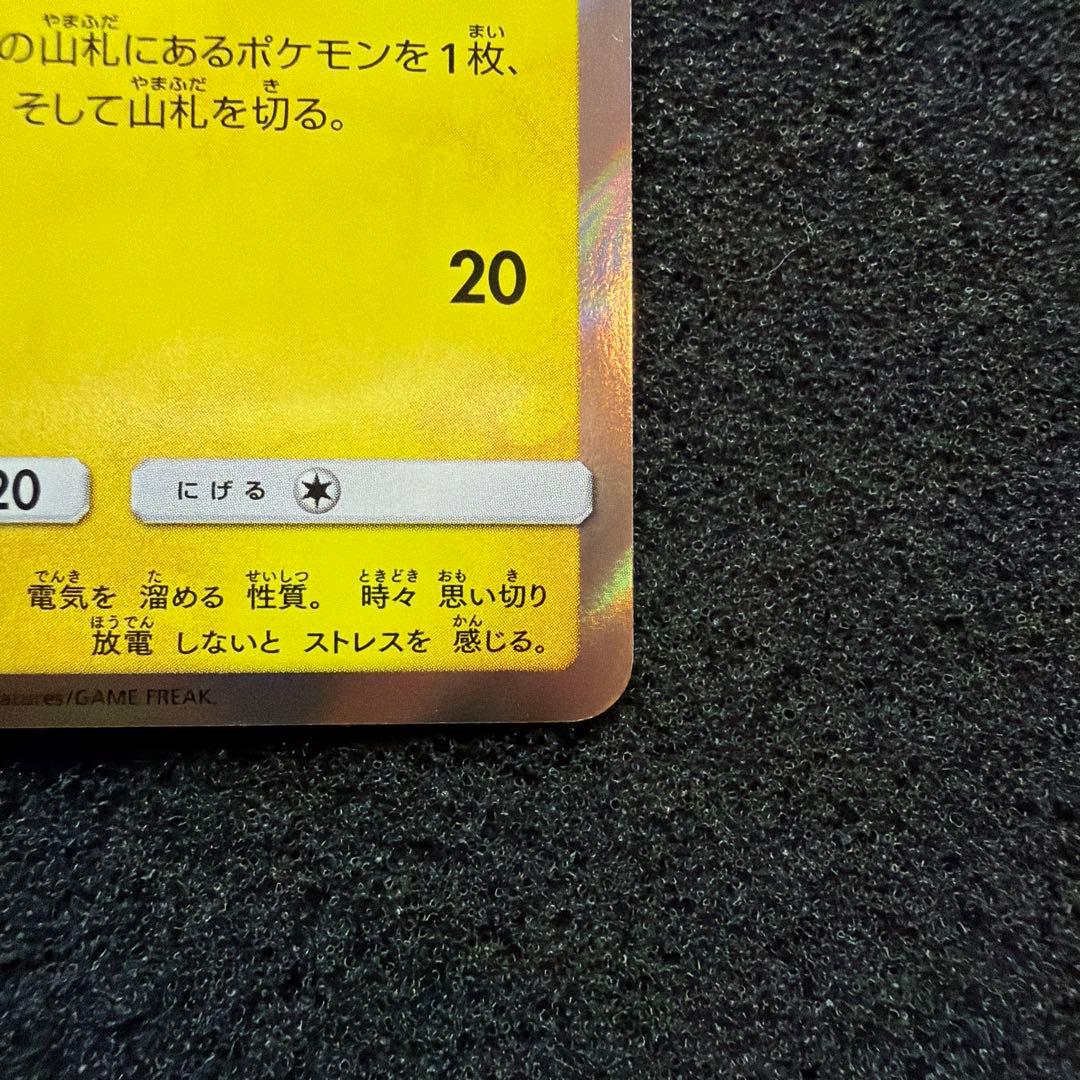 の山札にあるポケモンを1枚、
そして山札を切る。
20
20
にげる
電気を 溜める 性質。 時々 思い切り
放電 しないと ストレスを 感じる。
/GAME FREAK.